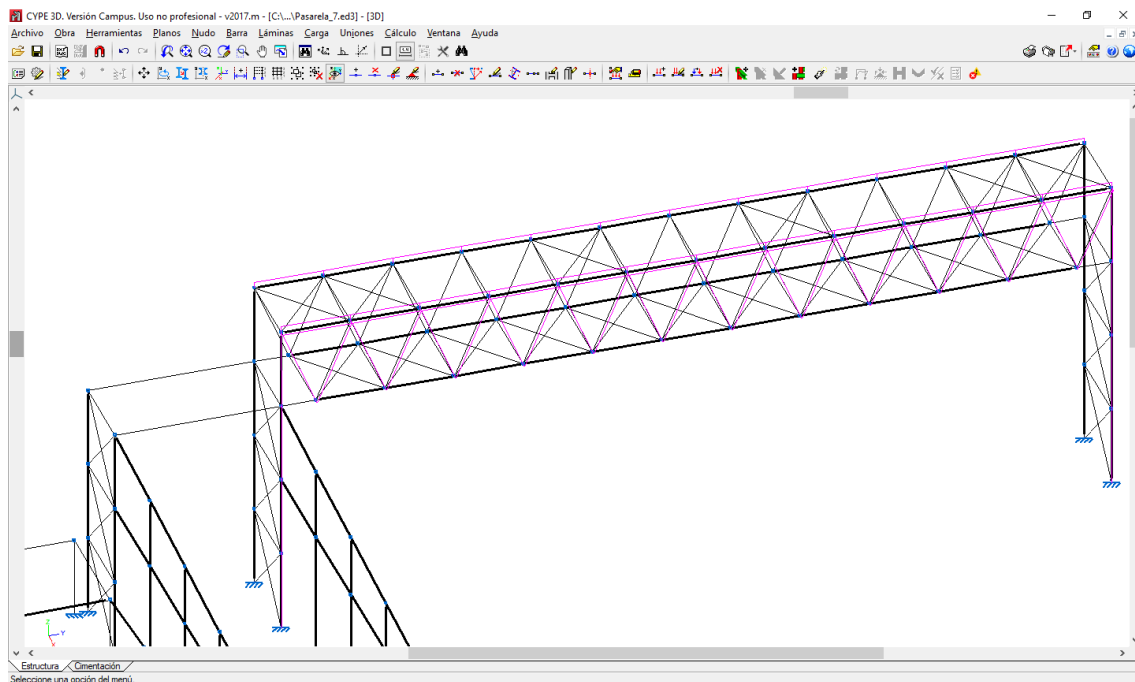 CYPE 3D. Versión Campus. Uso no profesional - v2017.m - [C:\...\Pasarela_7.ed3] - [3D]
Archivo Obra Herramientas Planos Nudo Barra Láminas Carga Uniones Cálculo Ventana Ayuda
Z
Y
X
Estructura Cimentación
Seleccione una opción del menú